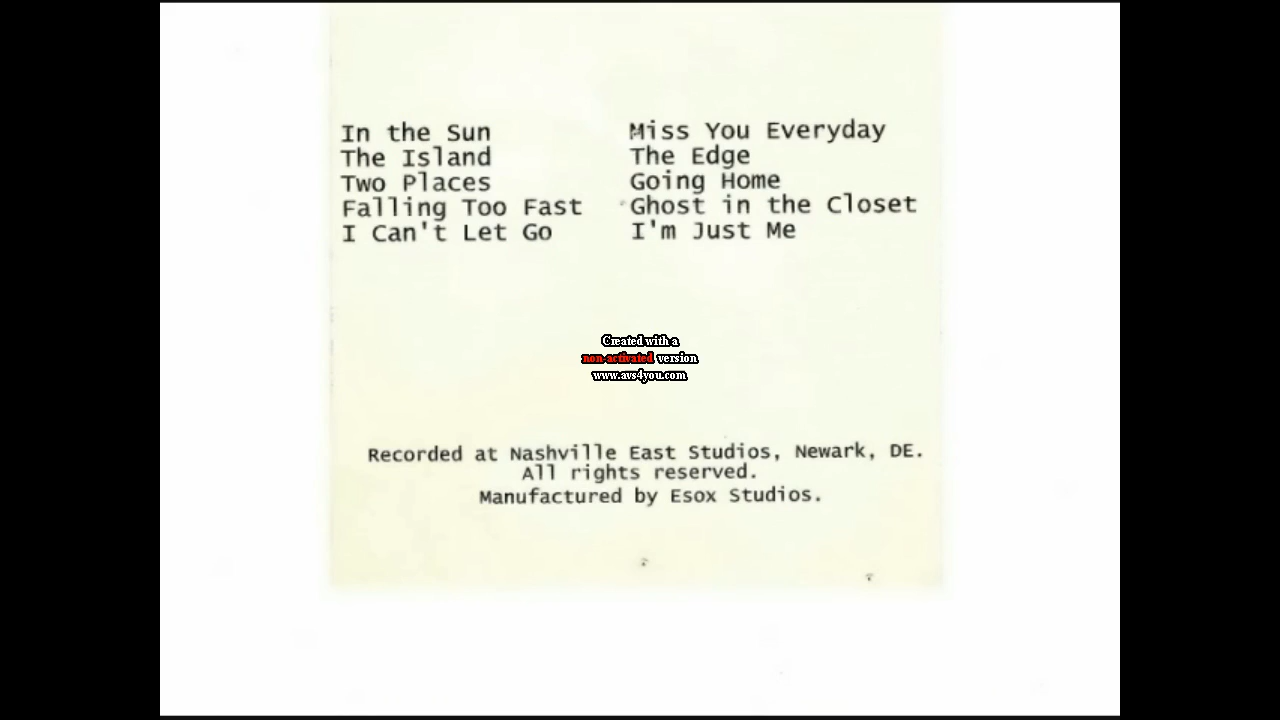 In the Sun
The Island
Two Places
Falling Too Fast
I Can't Let Go
Miss You Everyday
The Edge
Going Home
Ghost in the Closet
I'm Just Me
Created with a
non-activated version
www.avs4you.com
Recorded at Nashville East Studios, Newark, DE.
All rights reserved.
Manufactured by Esox Studios.